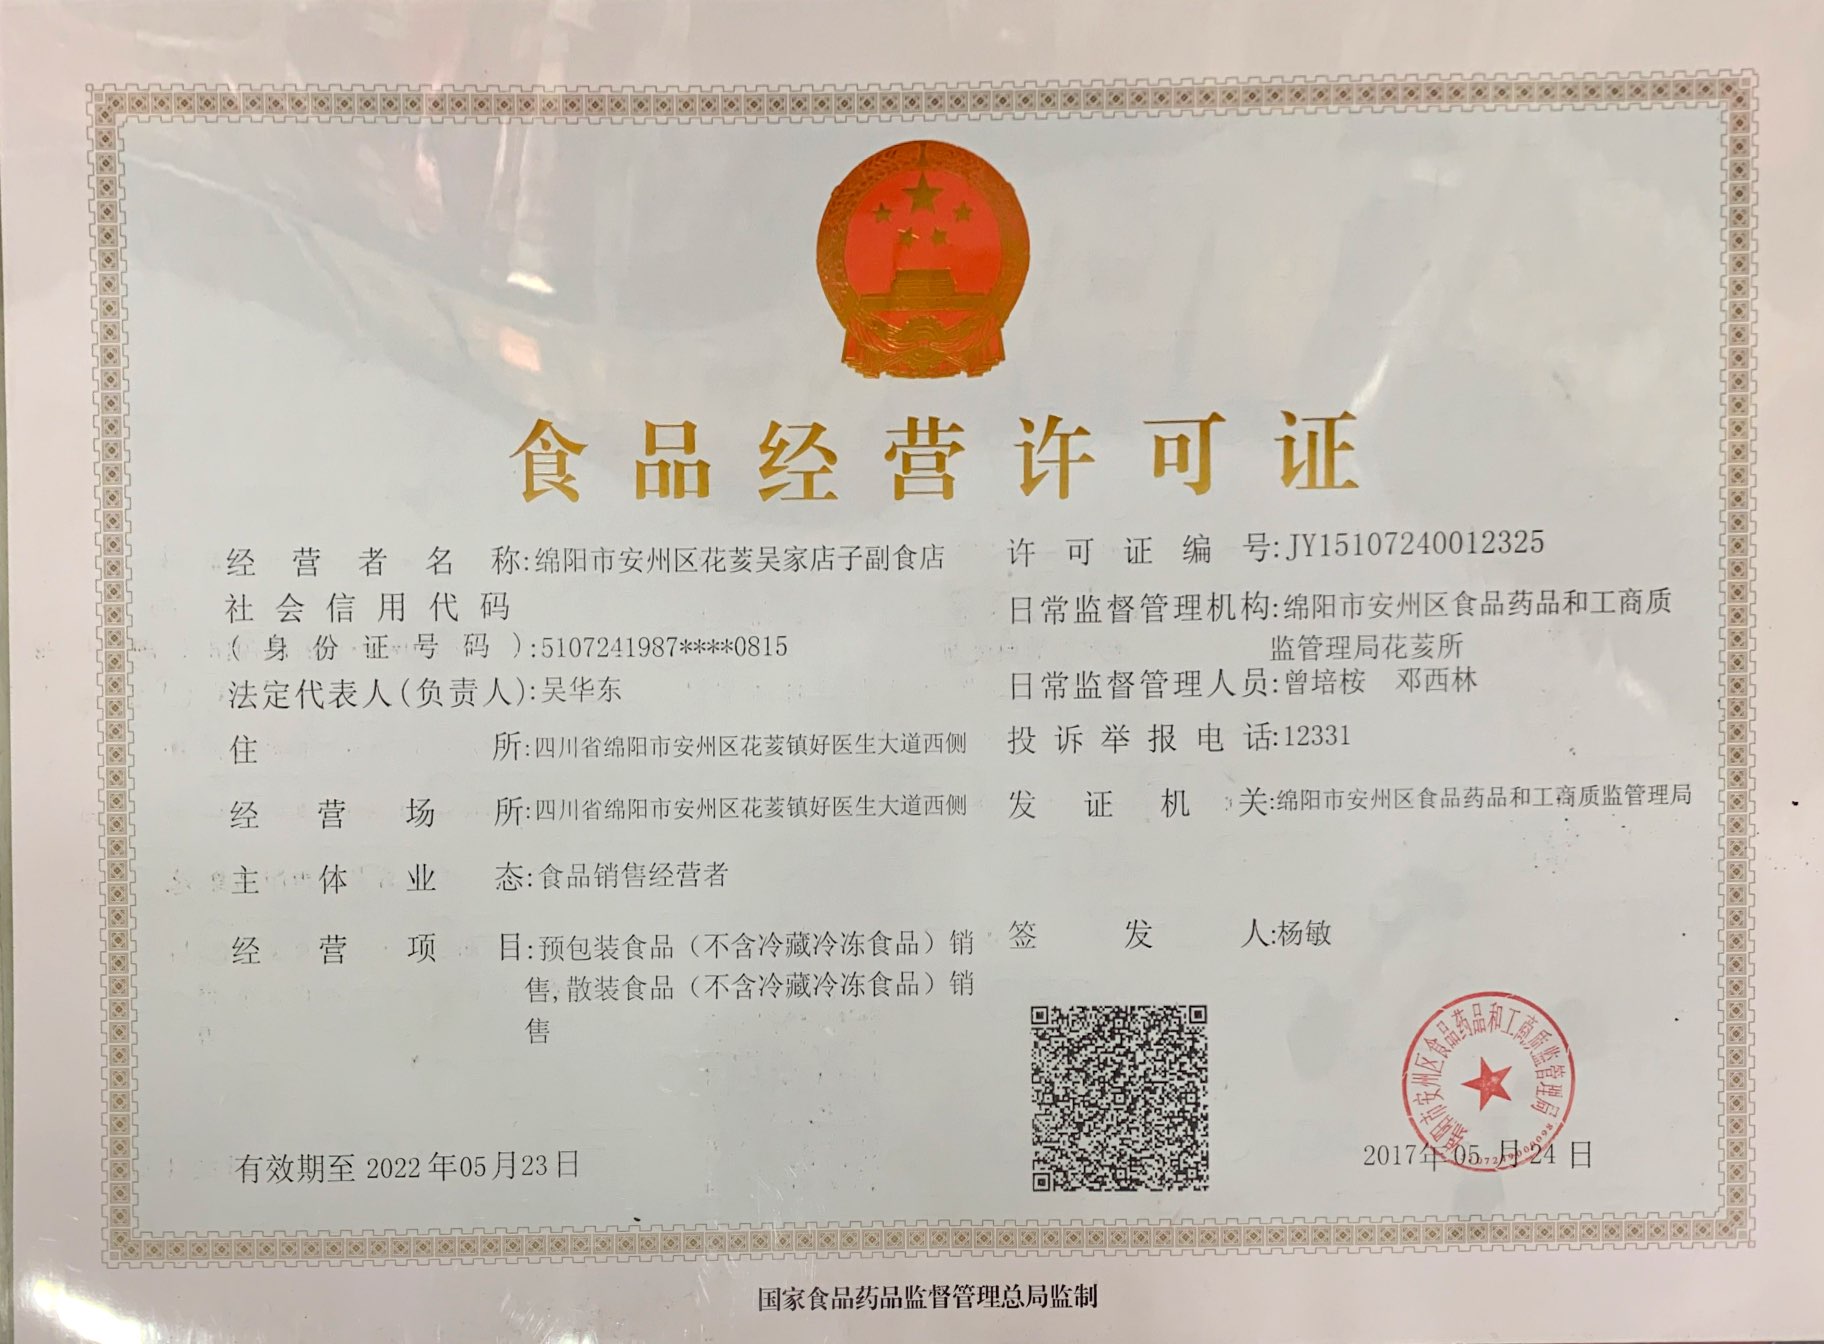 食品经营许可证
经营者名称:绵阳市安州区花荄吴家店子副食店
社会信用代码
(身份证号码):5107241987****0815
法定代表人(负责人):吴华东
住所:四川省绵阳市安州区花荄镇好医生大道西侧
经营场所:四川省绵阳市安州区花荄镇好医生大道西侧
主体业态:食品销售经营者
经营项目:预包装食品（不含冷藏冷冻食品）销
售,散装食品（不含冷藏冷冻食品）销
售
有效期至 2022年05月23日
许可证编号:JY15107240012325
日常监督管理机构:绵阳市安州区食品药品和工商质
监管理局花荄所
日常监督管理人员:曾培桉 邓西林
投诉举报电话:12331
发证机关:绵阳市安州区食品药品和工商质监管理局
签发人:杨敏
绵阳市安州区食品药品和工商质监管理局
2017年05月24日
国家食品药品监督管理总局监制